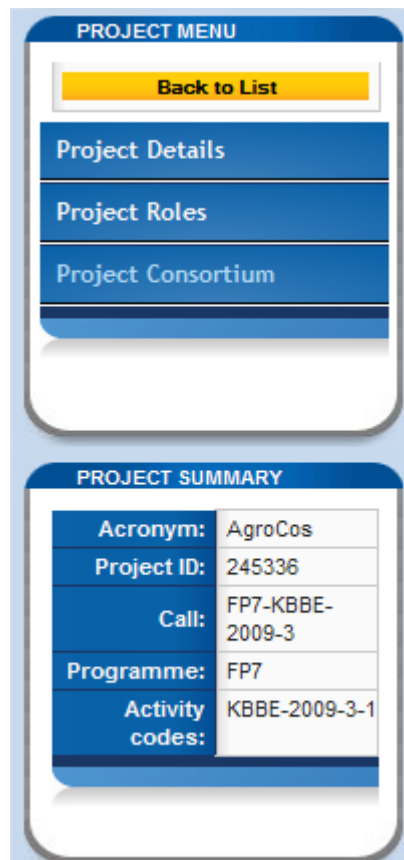 PROJECT MENU
Back to List
Project Details
Project Roles
Project Consortium
PROJECT SUMMARY
Acronym: AgroCos
Project ID: 245336
Call: FP7-KBBE-
2009-3
Programme: FP7
Activity KBBE-2009-3-1
codes: